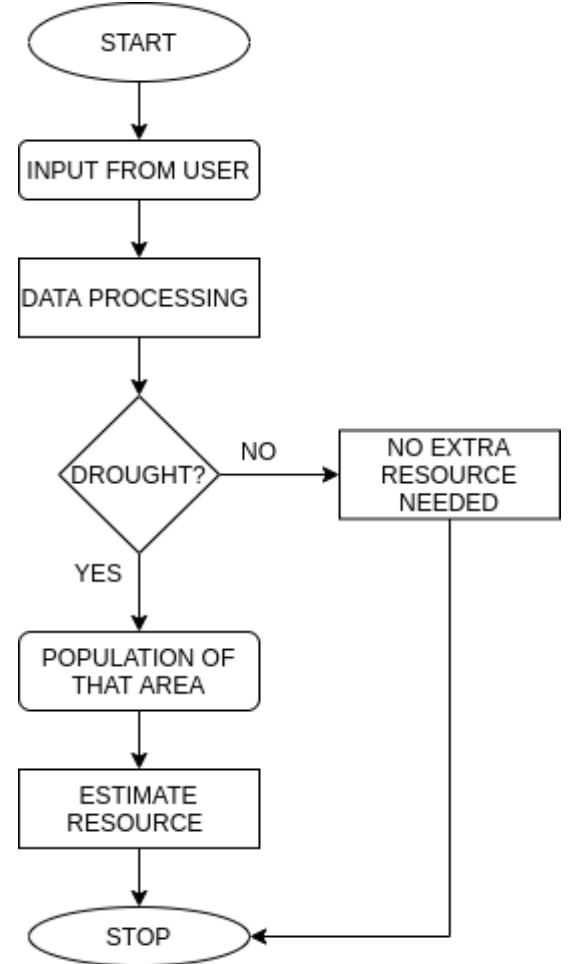 START
INPUT FROM USER
DATA PROCESSING
DROUGHT?
NO
NO EXTRA
RESOURCE
NEEDED
YES
POPULATION OF
THAT AREA
ESTIMATE
RESOURCE
STOP